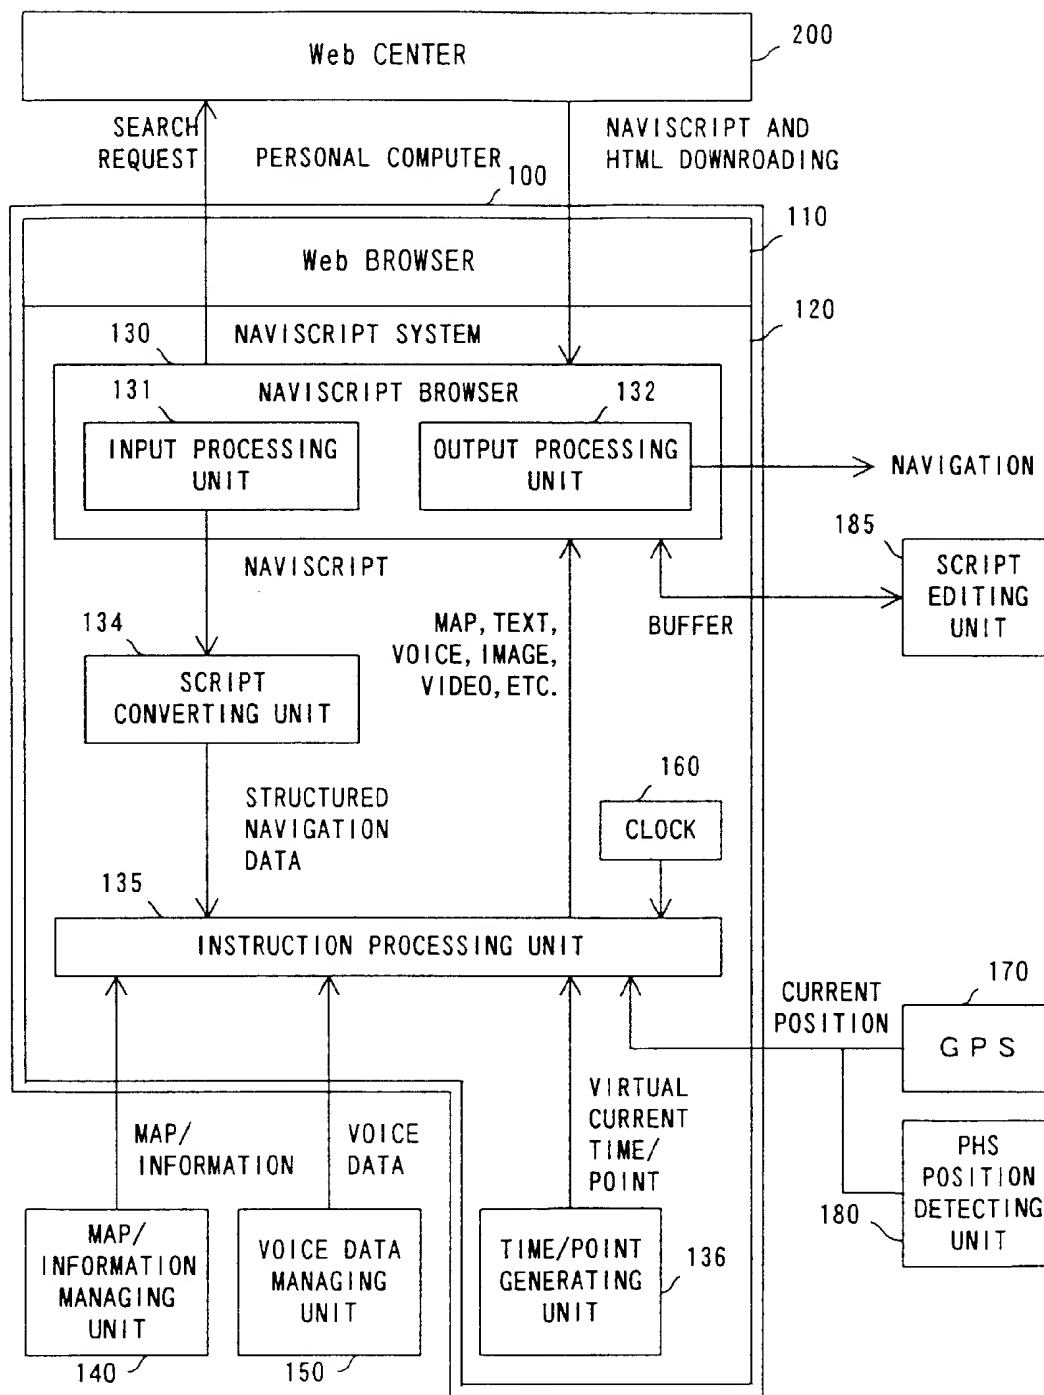 Web CENTER
200
SEARCH
REQUEST
NAVISCRIPT AND
HTML DOWNROADING
PERSONAL COMPUTER
100
110
Web BROWSER
120
NAVISCRIPT SYSTEM
130
NAVISCRIPT BROWSER
131
132
INPUT PROCESSING
UNIT
OUTPUT PROCESSING
UNIT
NAVIGATION
185
SCRIPT
EDITING
UNIT
NAVISCRIPT
BUFFER
MAP, TEXT,
VOICE, IMAGE,
VIDEO, ETC.
134
SCRIPT
CONVERTING UNIT
160
CLOCK
STRUCTURED
NAVIGATION
DATA
135
INSTRUCTION PROCESSING UNIT
CURRENT
POSITION
170
GPS
MAP/
INFORMATION
VOICE
DATA
VIRTUAL
CURRENT
TIME/
POINT
PHS
POSITION
DETECTING
UNIT
180
MAP/
INFORMATION
MANAGING
UNIT
140
VOICE DATA
MANAGING
UNIT
150
TIME/POINT
GENERATING
UNIT
136